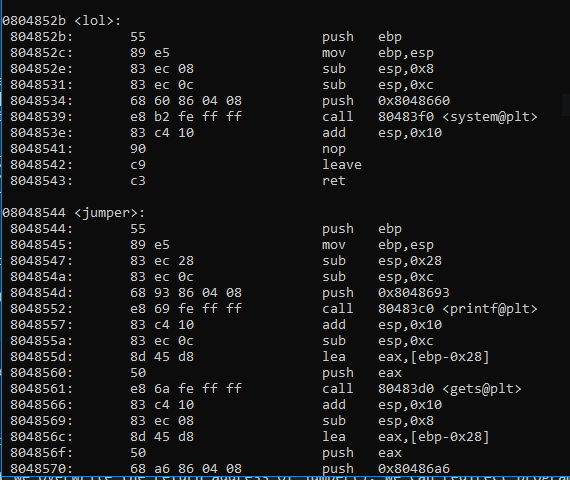 0804852b <lol>:
804852b: 55 push ebp
804852c: 89 e5 mov ebp,esp
804852e: 83 ec 08 sub esp,0x8
8048531: 83 ec 0c sub esp,0xc
8048534: 68 60 86 04 08 push 0x8048660
8048539: e8 b2 fe ff ff call 80483f0 <system@plt>
804853e: 83 c4 10 add esp,0x10
8048541: 90 nop
8048542: c9 leave
8048543: c3 ret
08048544 <jumper>:
8048544: 55 push ebp
8048545: 89 e5 mov ebp,esp
8048547: 83 ec 28 sub esp,0x28
804854a: 83 ec 0c sub esp,0xc
804854d: 68 93 86 04 08 push 0x8048693
8048552: e8 69 fe ff ff call 80483c0 <printf@plt>
8048557: 83 c4 10 add esp,0x10
804855a: 83 ec 0c sub esp,0xc
804855d: 8d 45 d8 lea eax,[ebp-0x28]
8048560: 50 push eax
8048561: e8 6a fe ff ff call 80483d0 <gets@plt>
8048566: 83 c4 10 add esp,0x10
8048569: 83 ec 08 sub esp,0x8
804856c: 8d 45 d8 lea eax,[ebp-0x28]
804856f: 50 push eax
8048570: 68 a6 86 04 08 push 0x80486a6